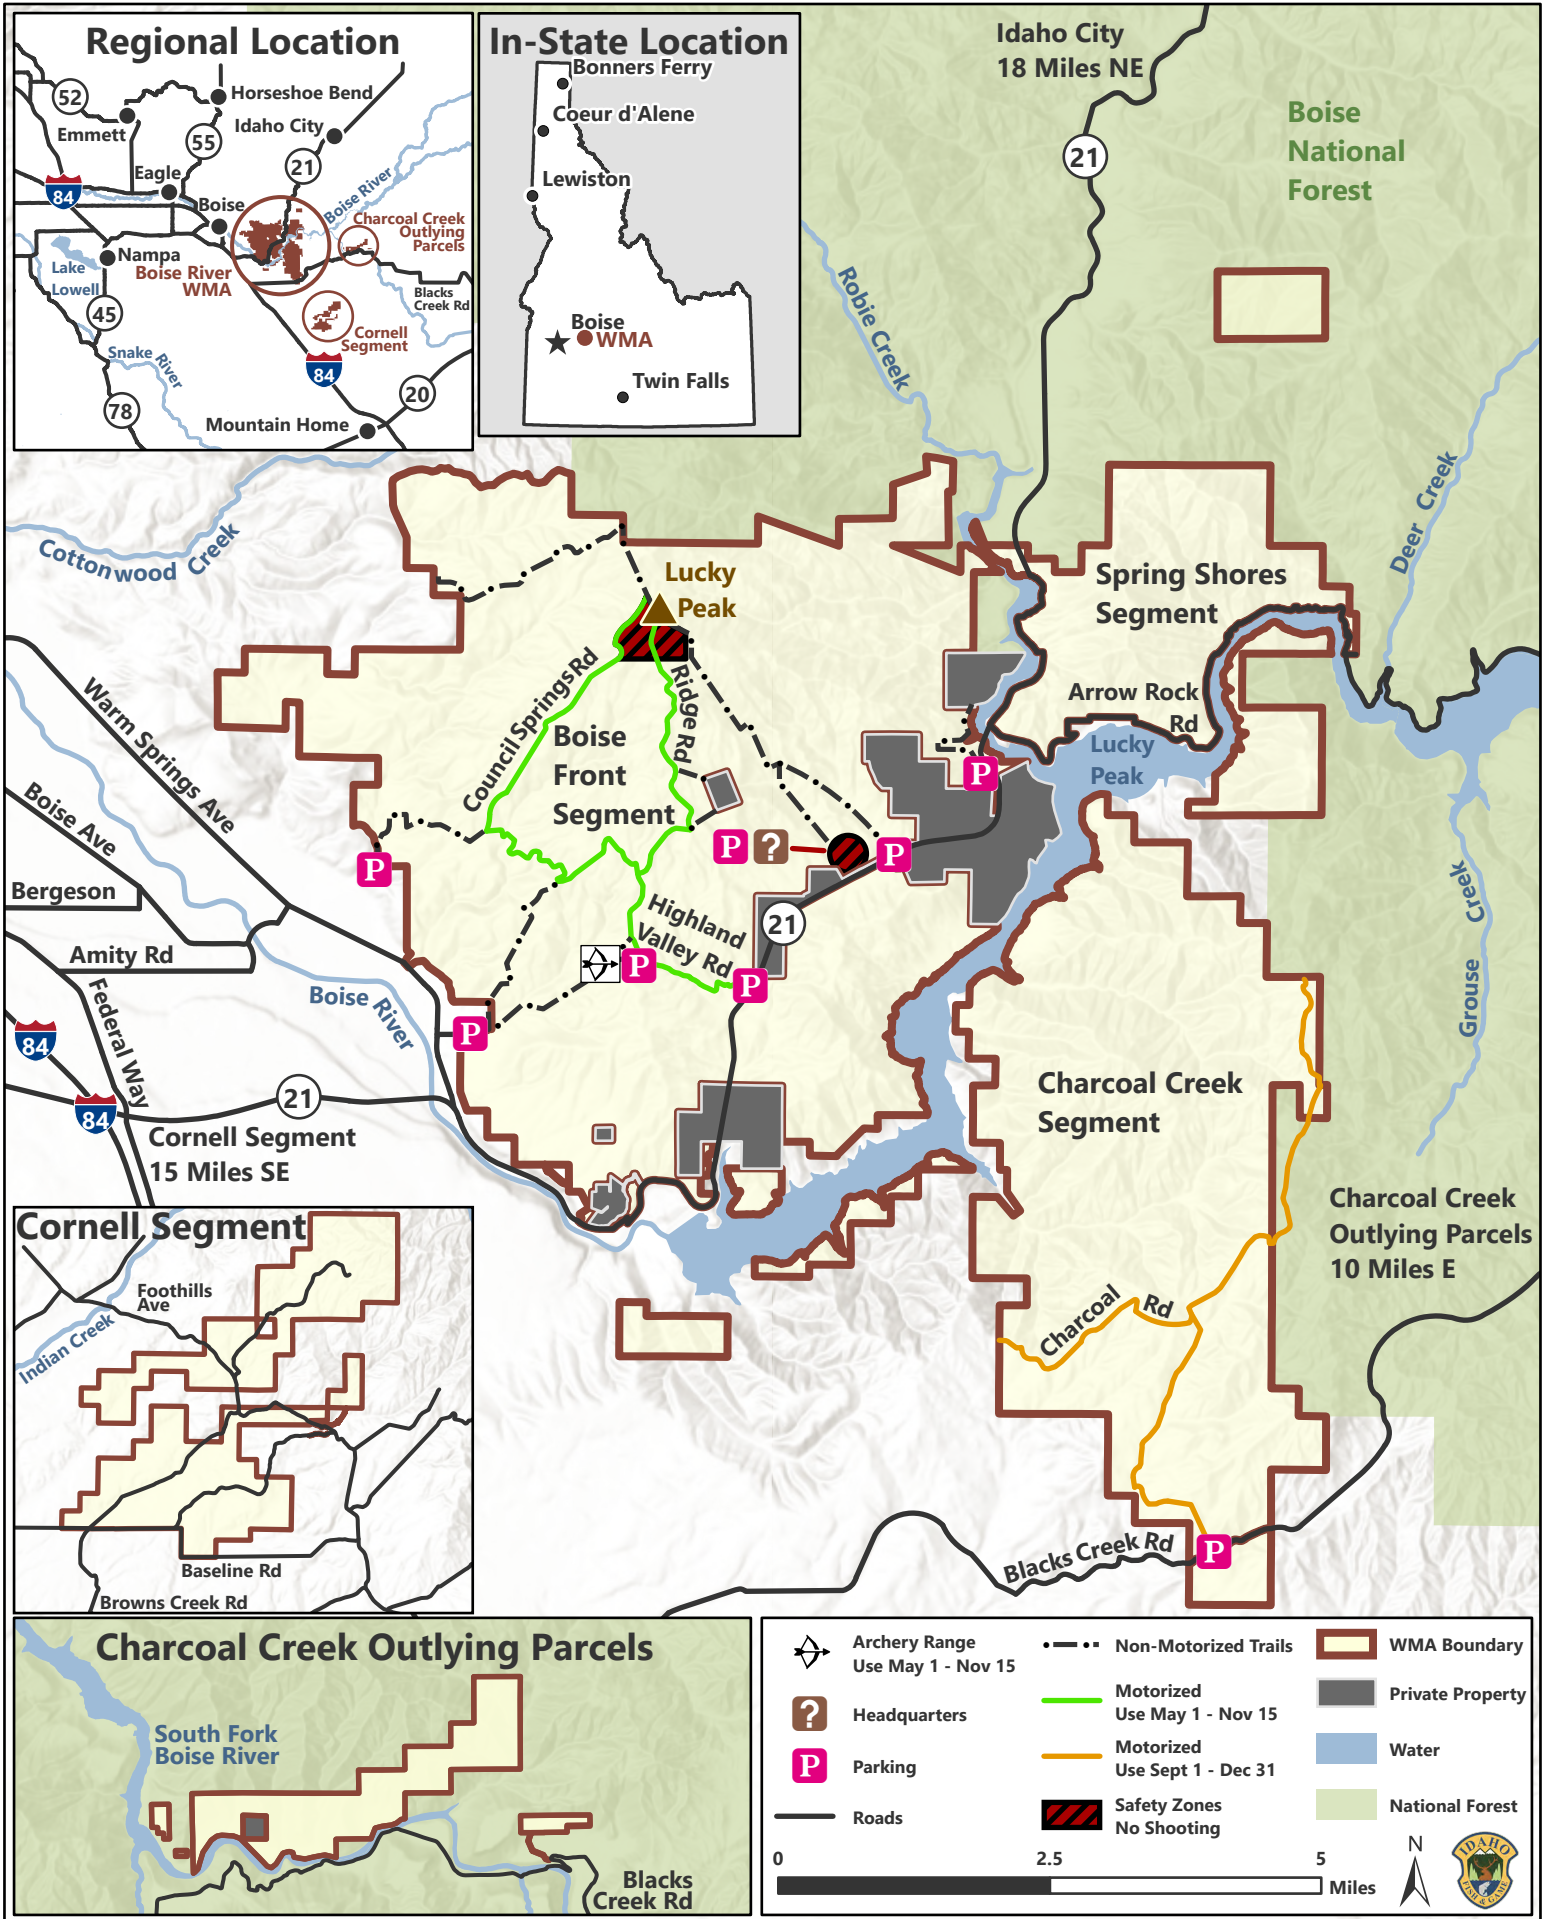 Regional Location
52
Horseshoe Bend
Emmett
55
Idaho City
21
Eagle
84
Boise River
Boise
Charcoal Creek
Outlying
Parcels
Nampa
Lake
Lowell
Boise River
WMA
Blacks
Creek Rd
45
Cornell
Segment
Snake River
84
20
78
Mountain Home
In-State Location
Bonners Ferry
Coeur d'Alene
Lewiston
Boise
WMA
Twin Falls
Idaho City
18 Miles NE
21
Boise
National
Forest
Robie Creek
Deer Creek
Cottonwood Creek
Lucky
Peak
Spring Shores
Segment
Council Springs Rd
Ridge Rd
Arrow Rock
Rd
Lucky
Peak
Boise
Front
Segment
Warm Springs Ave
Boise Ave
P
P
?
P
P
Bergeson
Highland
Valley Rd
21
Grouse Creek
Amity Rd
P
P
Federal Way
Boise River
84
P
Charcoal Creek
Segment
21
84
Cornell Segment
15 Miles SE
Charcoal Creek
Outlying Parcels
10 Miles E
Charcoal Rd
Blacks Creek Rd
P
Cornell Segment
Foothills
Ave
Indian Creek
Baseline Rd
Browns Creek Rd
Charcoal Creek Outlying Parcels
South Fork
Boise River
Blacks
Creek Rd
Archery Range
Use May 1 - Nov 15
? Headquarters
P Parking
Roads
Non-Motorized Trails
Motorized
Use May 1 - Nov 15
Motorized
Use Sept 1 - Dec 31
Safety Zones
No Shooting
WMA Boundary
Private Property
Water
National Forest
0 2.5 5
Miles
N
IDAHO
FISH & GAME